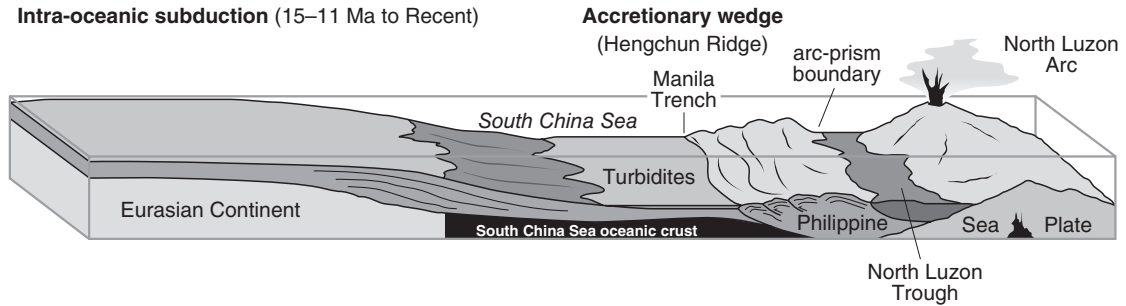 Intra-oceanic subduction (15–11 Ma to Recent)
Accretionary wedge
(Hengchun Ridge)
arc-prism
boundary
North Luzon
Arc
Manila
Trench
South China Sea
Turbidites
Eurasian Continent
South China Sea oceanic crust
Philippine Sea Plate
North Luzon
Trough